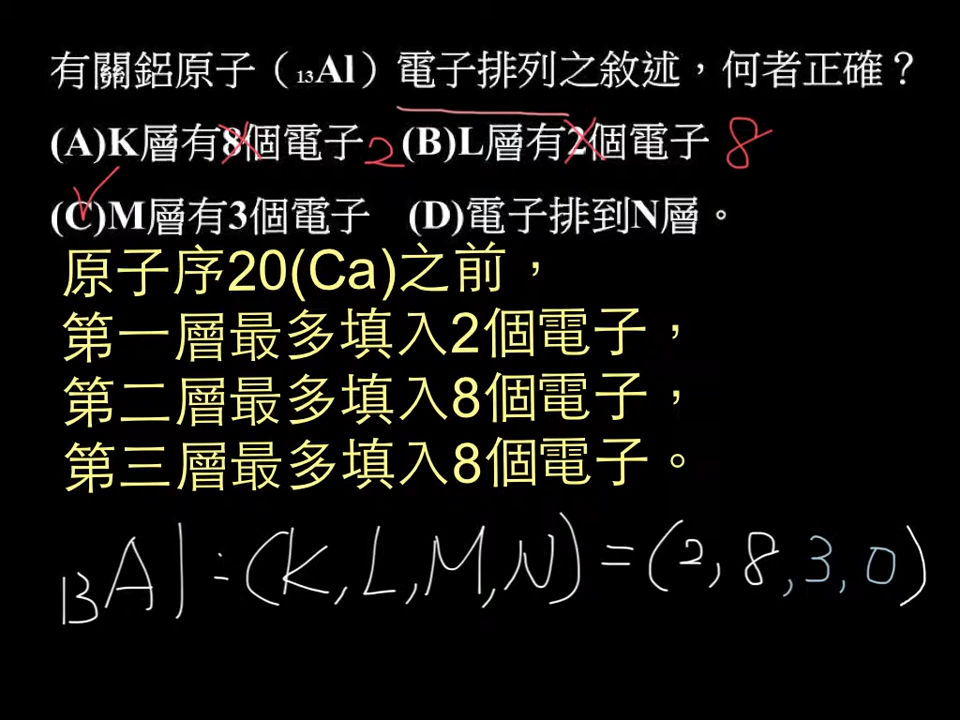 有關鋁原子（₁₃Al）電子排列之敘述，何者正確？
(A)K層有8個電子 2 (B)L層有2個電子 8
(C)M層有3個電子 (D)電子排到N層。
原子序20(Ca)之前，
第一層最多填入2個電子，
第二層最多填入8個電子，
第三層最多填入8個電子。
₁₃Al：(K,L,M,N)=(2,8,3,0)